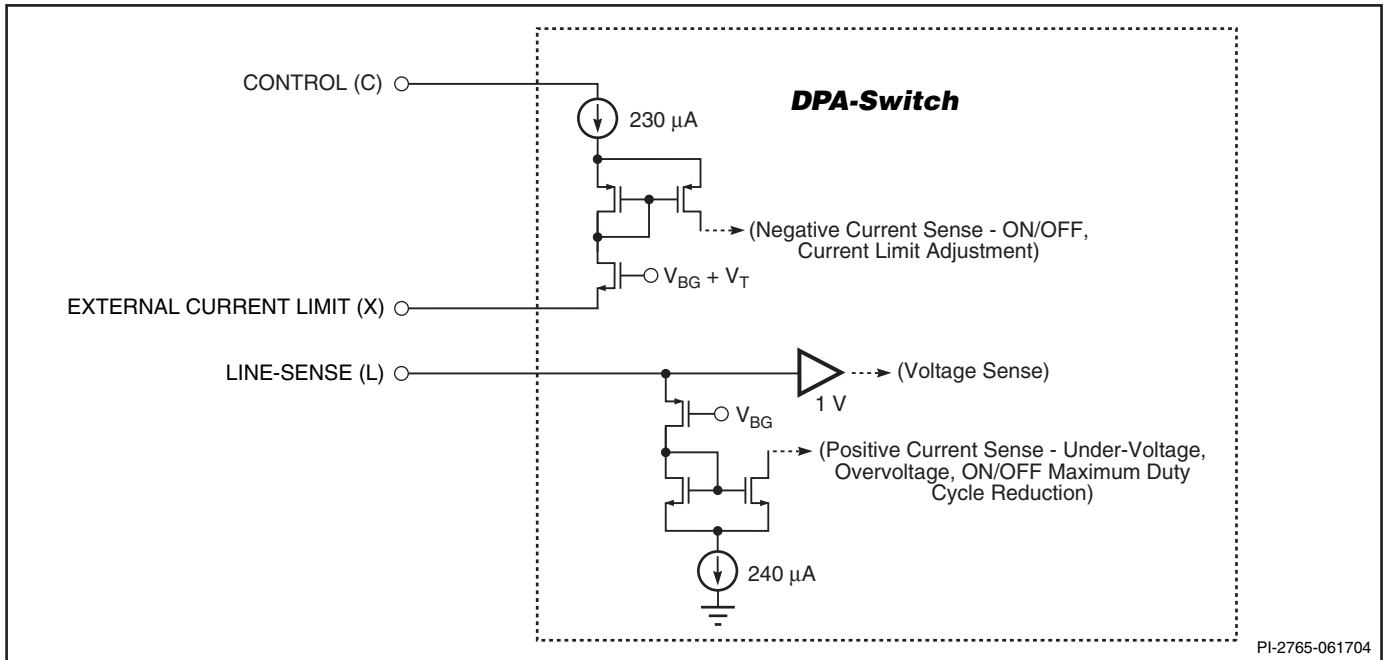 CONTROL (C)
DPA-Switch
230 μA
(Negative Current Sense - ON/OFF,
Current Limit Adjustment)
V_BG + V_T
EXTERNAL CURRENT LIMIT (X)
LINE-SENSE (L)
(Voltage Sense)
1 V
V_BG
(Positive Current Sense - Under-Voltage,
Overvoltage, ON/OFF Maximum Duty
Cycle Reduction)
240 μA
PI-2765-061704